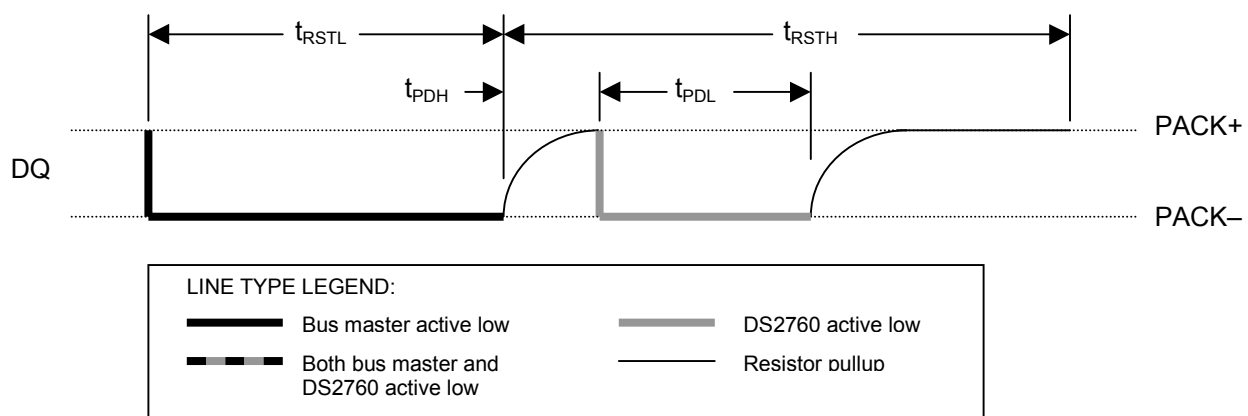 tRSTL
tRSTH
tPDH
tPDL
PACK+
DQ
PACK–
LINE TYPE LEGEND:
Bus master active low
DS2760 active low
Both bus master and
DS2760 active low
Resistor pullup